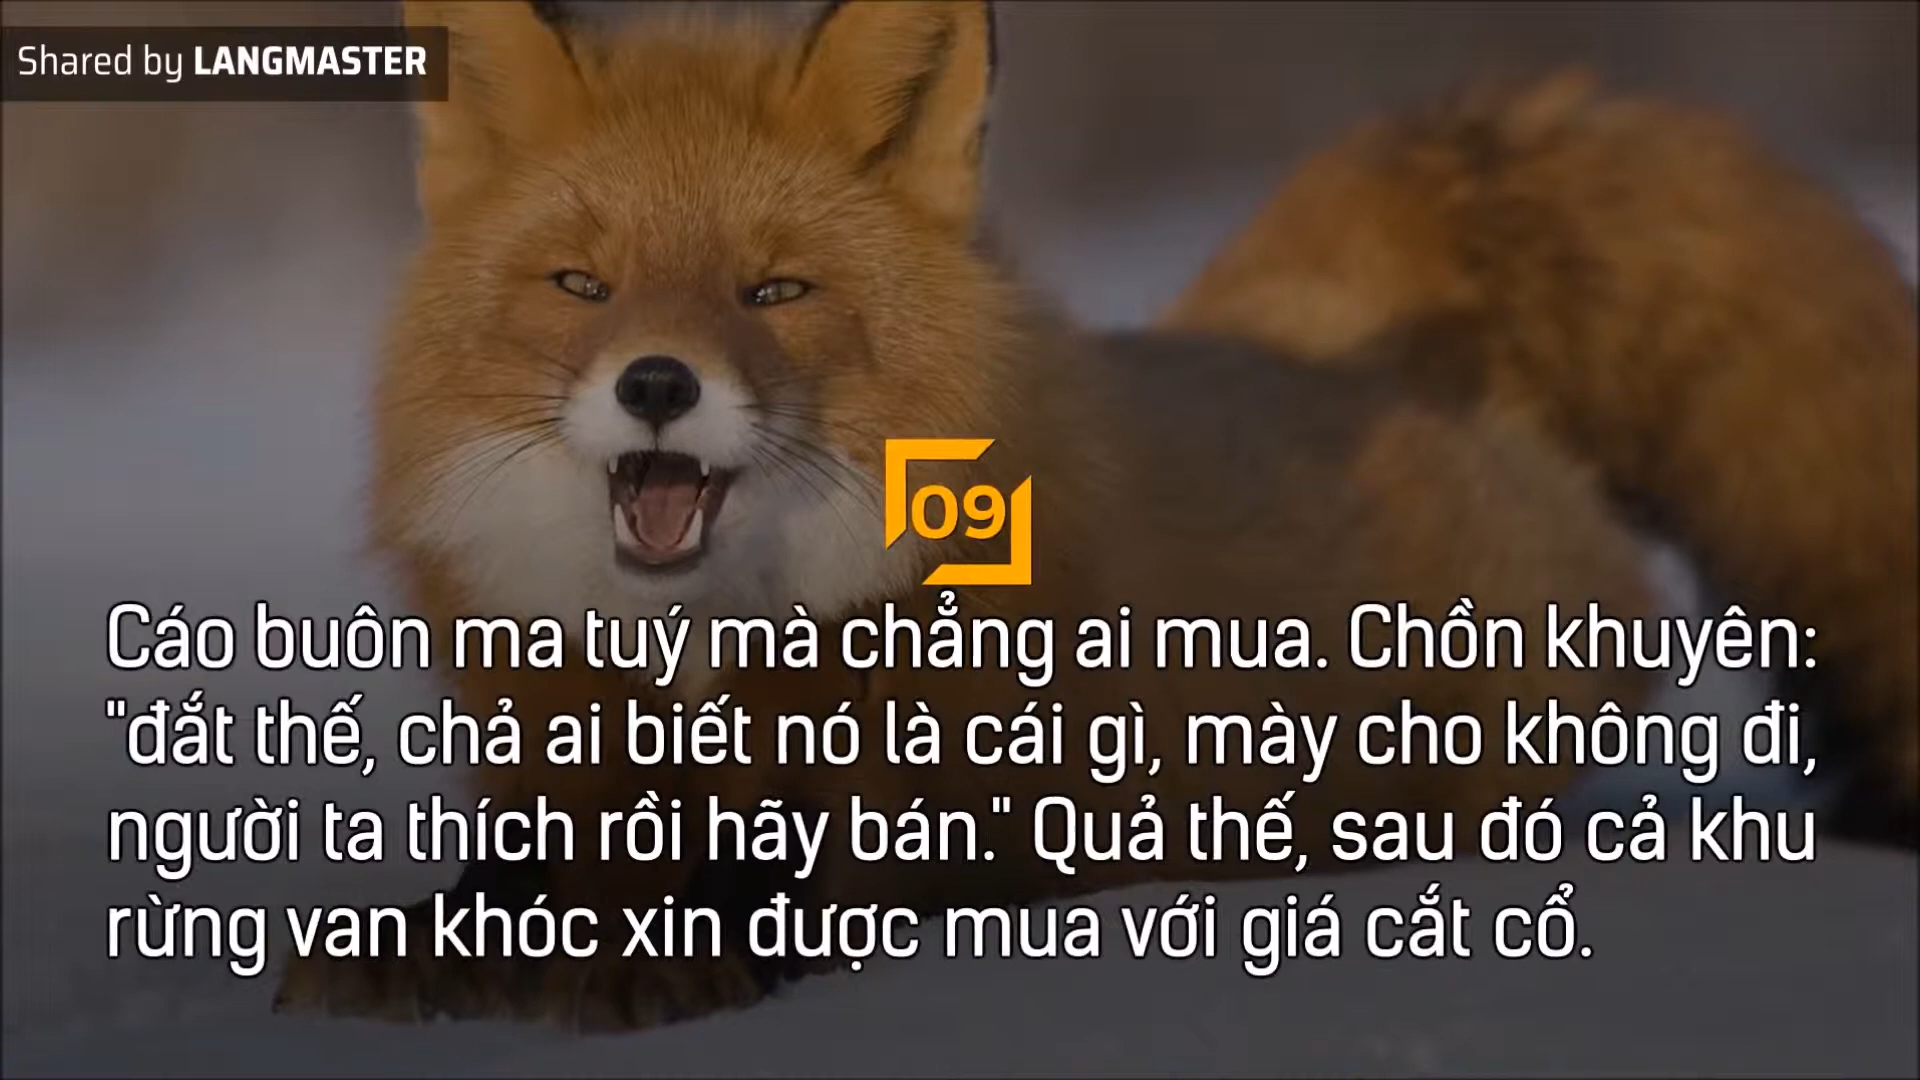 Shared by LANGMASTER
09
Cáo buôn ma tuý mà chẳng ai mua. Chồn khuyên:
"đắt thế, chả ai biết nó là cái gì, mày cho không đi,
người ta thích rồi hãy bán." Quả thế, sau đó cả khu
rừng van khóc xin được mua với giá cắt cổ.